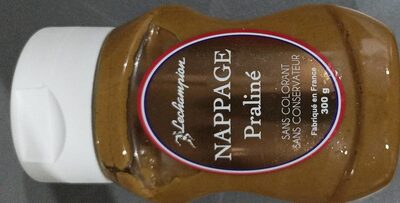 Lechampion
NAPPAGE
Praliné
SANS COLORANT
SANS CONSERVATEUR
Fabriqué en France
300 g